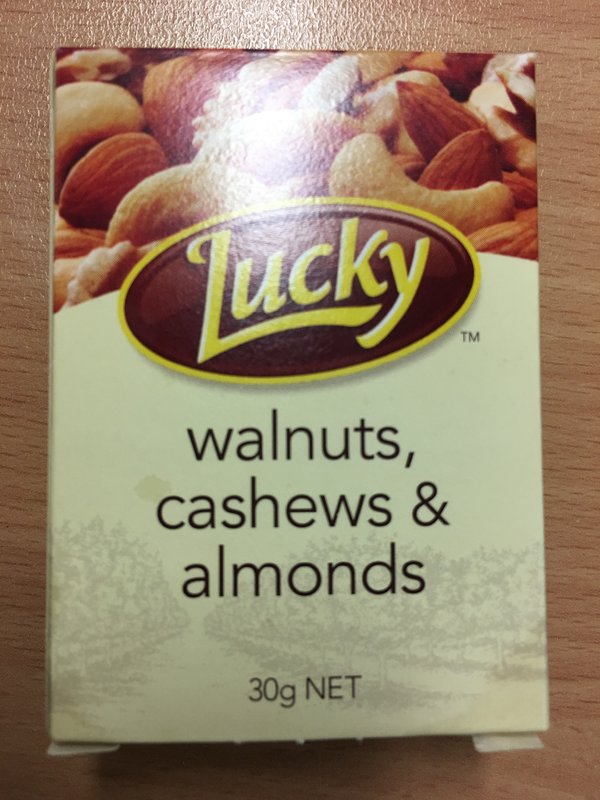 Lucky
TM
walnuts,
cashews &
almonds
30g NET